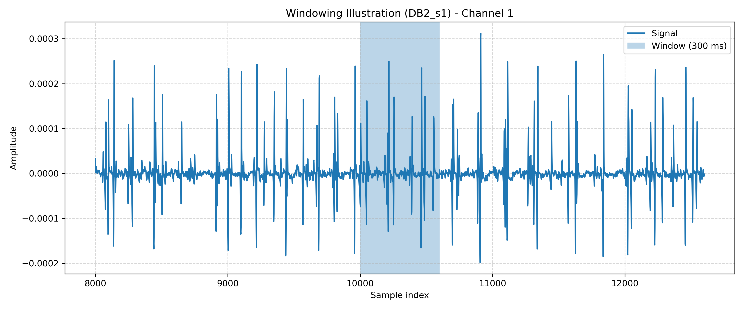 Windowing Illustration (DB2_s1) - Channel 1
Signal
Window (300 ms)
Amplitude
0.0003
0.0002
0.0001
0.0000
−0.0001
−0.0002
8000
9000
10000
11000
12000
Sample Index